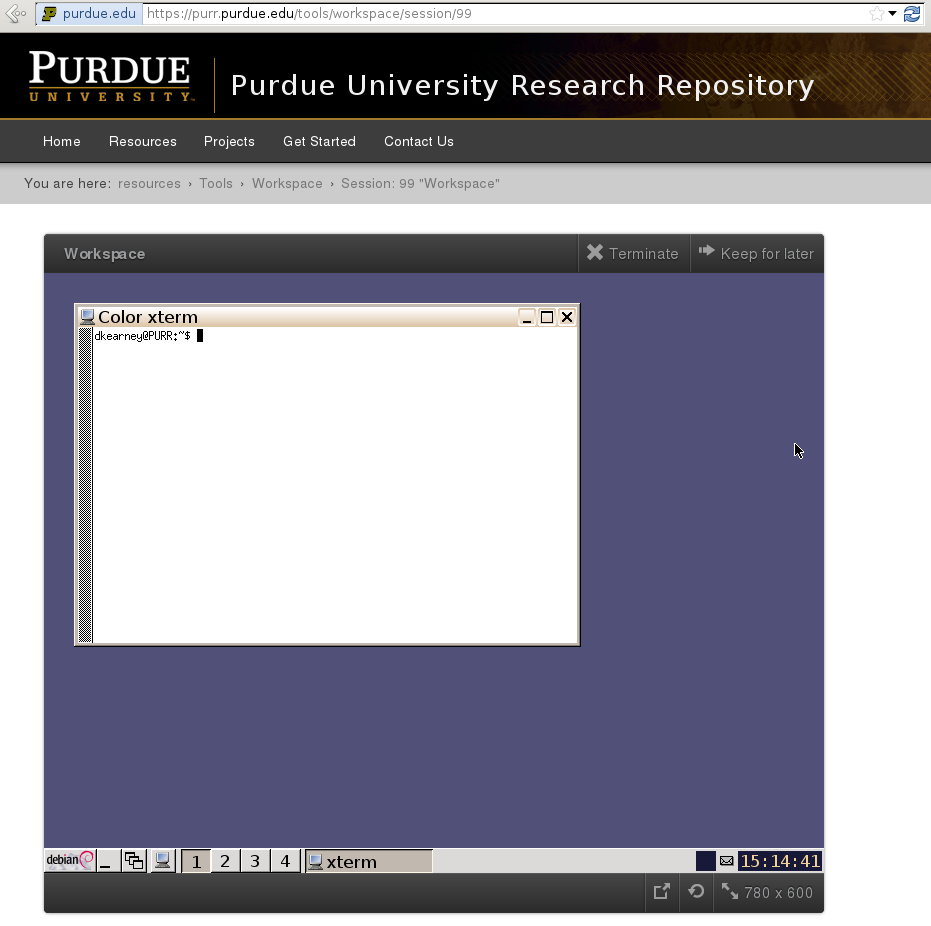 purdue.edu https://purr.purdue.edu/tools/workspace/session/99
PURDUE
UNIVERSITY™
Purdue University Research Repository
Home Resources Projects Get Started Contact Us
You are here: resources › Tools › Workspace › Session: 99 "Workspace"
Workspace Terminate Keep for later
Color xterm
dkearney@PURR:~$
debian 1 2 3 4 xterm 15:14:41
780 x 600